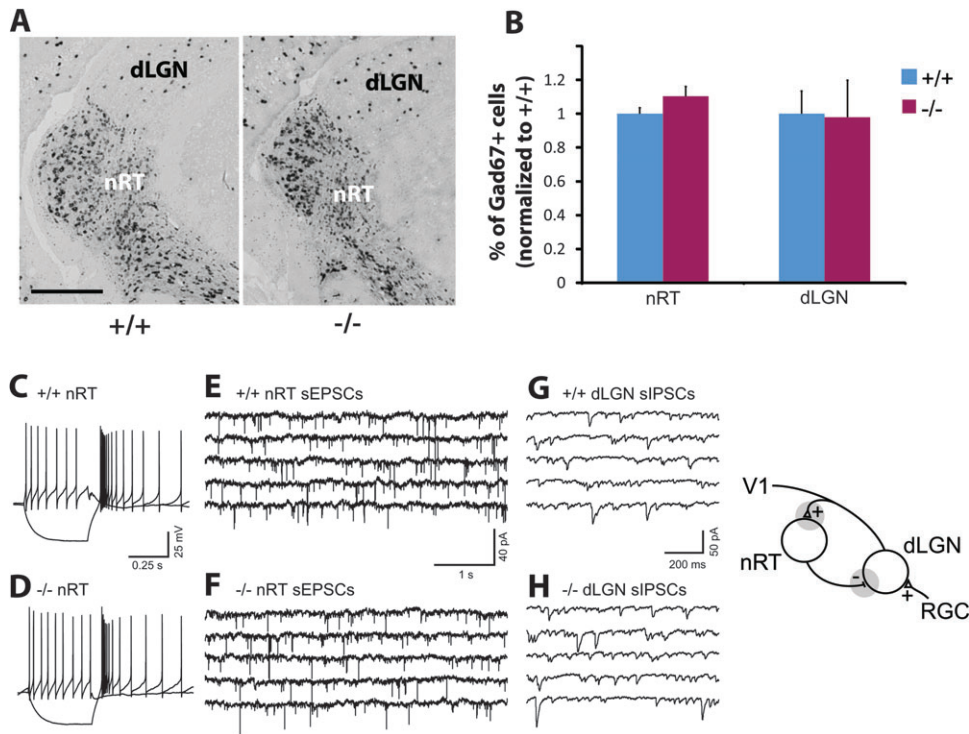 A
dLGN
nRT
+/+
dLGN
nRT
-/-
B
% of Gad67+ cells
(normalized to +/+)
1.2
1
0.8
0.6
0.4
0.2
0
nRT
dLGN
+/+
-/-
C +/+ nRT
25 mV
0.25 s
D -/- nRT
E +/+ nRT sEPSCs
40 pA
1 s
F -/- nRT sEPSCs
G +/+ dLGN sIPSCs
50 pA
200 ms
H -/- dLGN sIPSCs
V1
+
nRT
dLGN
-
+
RGC